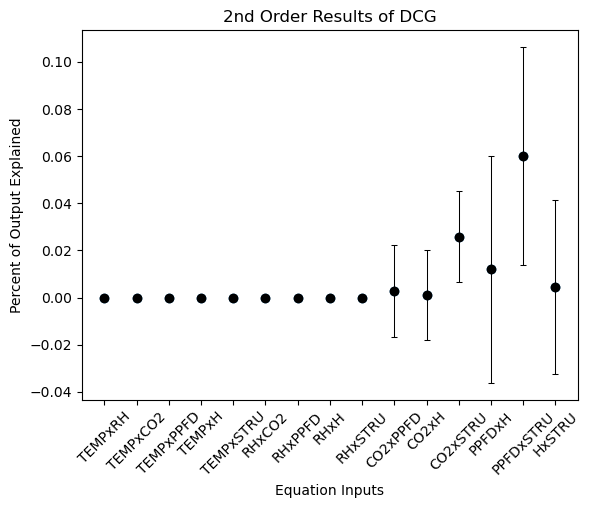 2nd Order Results of DCG
Percent of Output Explained
0.10
0.08
0.06
0.04
0.02
0.00
−0.02
−0.04
TEMPxRH
TEMPxCO2
TEMPxPPFD
TEMPxH
TEMPxSTRU
RHxCO2
RHxPPFD
RHxH
RHxSTRU
CO2xPPFD
CO2xH
CO2xSTRU
PPFDxH
PPFDxSTRU
HxSTRU
Equation Inputs